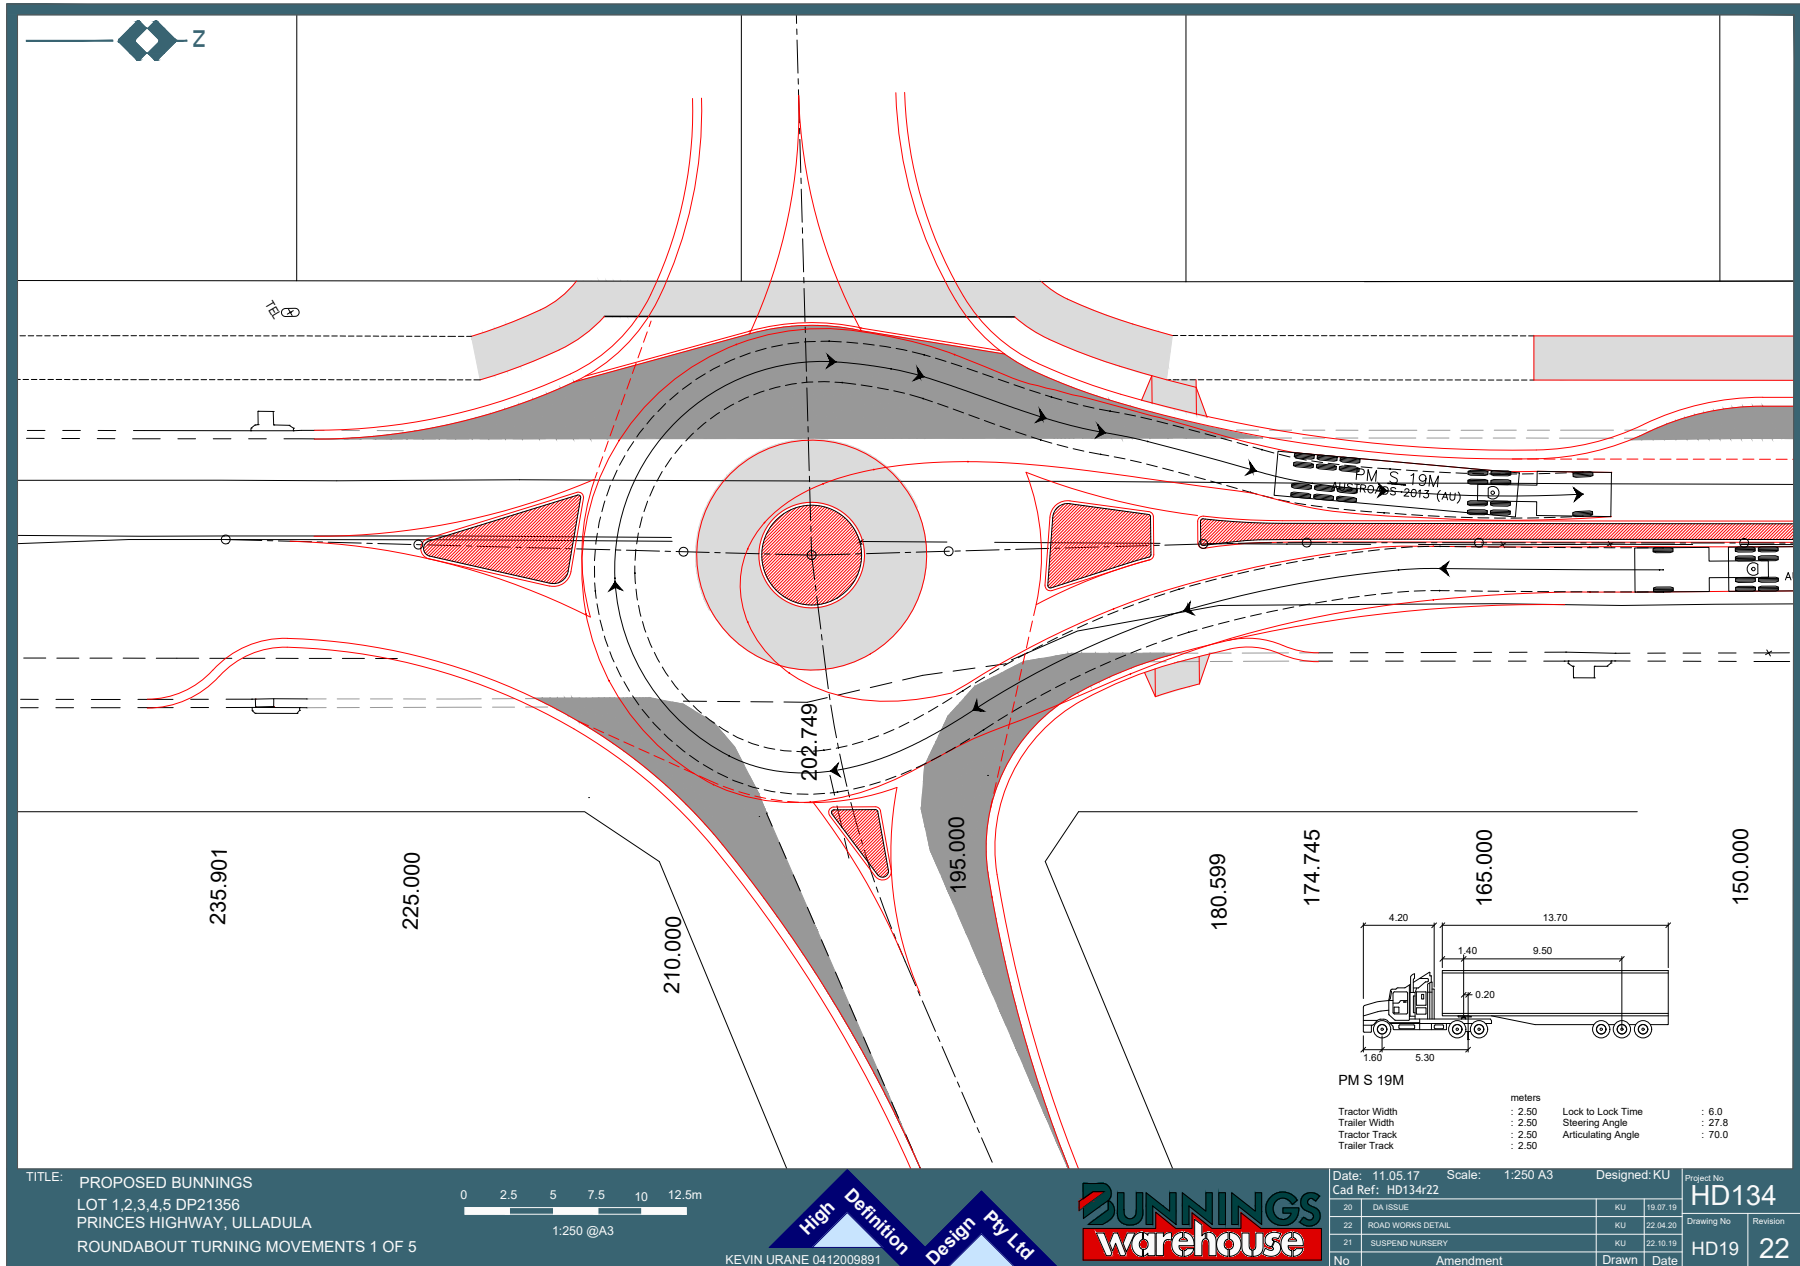 Z
TEL
PM S 19M
AUSTROADS 2013 (AU)
202.749
235.901
225.000
210.000
195.000
180.599
174.745
165.000
150.000
4.20
13.70
1.40
9.50
0.20
1.60
5.30
PM S 19M
meters
Tractor Width : 2.50 Lock to Lock Time : 6.0
Trailer Width : 2.50 Steering Angle : 27.8
Tractor Track : 2.50 Articulating Angle : 70.0
Trailer Track : 2.50
TITLE: PROPOSED BUNNINGS
LOT 1,2,3,4,5 DP21356
PRINCES HIGHWAY, ULLADULA
ROUNDABOUT TURNING MOVEMENTS 1 OF 5
0 2.5 5 7.5 10 12.5m
1:250 @A3
High Definition Design Pty Ltd
KEVIN URANE 0412009891
BUNNINGS
warehouse
Date: 11.05.17 Scale: 1:250 A3 Designed: KU
Cad Ref: HD134r22
20 DA ISSUE KU 19.07.19
22 ROAD WORKS DETAIL KU 22.04.20
21 SUSPEND NURSERY KU 22.10.19
No Amendment Drawn Date
Project No
HD134
Drawing No Revision
HD19 22